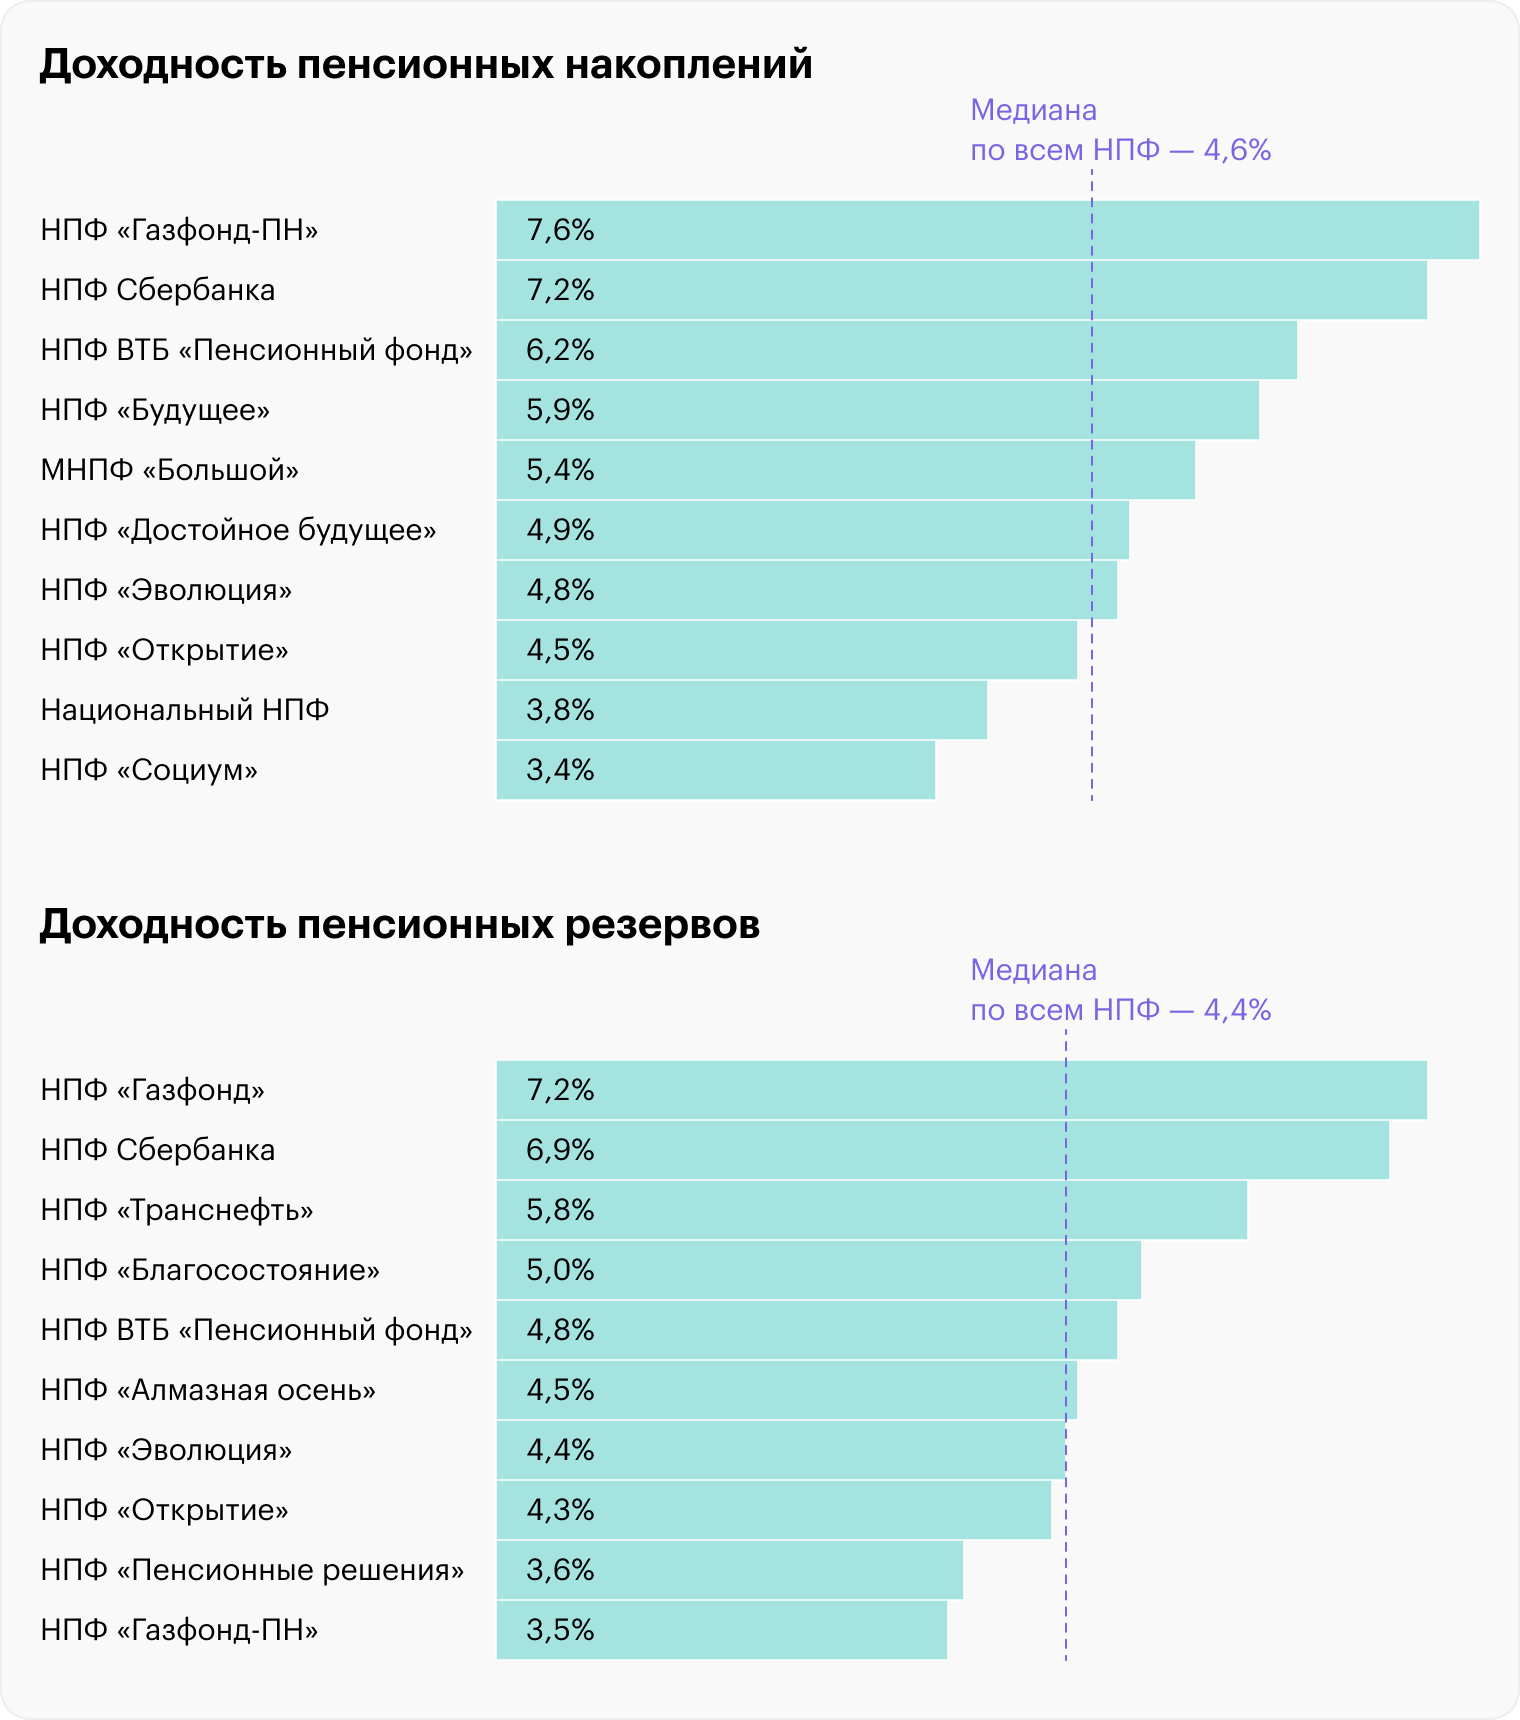 Доходность пенсионных накоплений
Медиана
по всем НПФ — 4,6%
НПФ «Газфонд-ПН» 7,6%
НПФ Сбербанка 7,2%
НПФ ВТБ «Пенсионный фонд» 6,2%
НПФ «Будущее» 5,9%
МНПФ «Большой» 5,4%
НПФ «Достойное будущее» 4,9%
НПФ «Эволюция» 4,8%
НПФ «Открытие» 4,5%
Национальный НПФ 3,8%
НПФ «Социум» 3,4%
Доходность пенсионных резервов
Медиана
по всем НПФ — 4,4%
НПФ «Газфонд» 7,2%
НПФ Сбербанка 6,9%
НПФ «Транснефть» 5,8%
НПФ «Благосостояние» 5,0%
НПФ ВТБ «Пенсионный фонд» 4,8%
НПФ «Алмазная осень» 4,5%
НПФ «Эволюция» 4,4%
НПФ «Открытие» 4,3%
НПФ «Пенсионные решения» 3,6%
НПФ «Газфонд-ПН» 3,5%